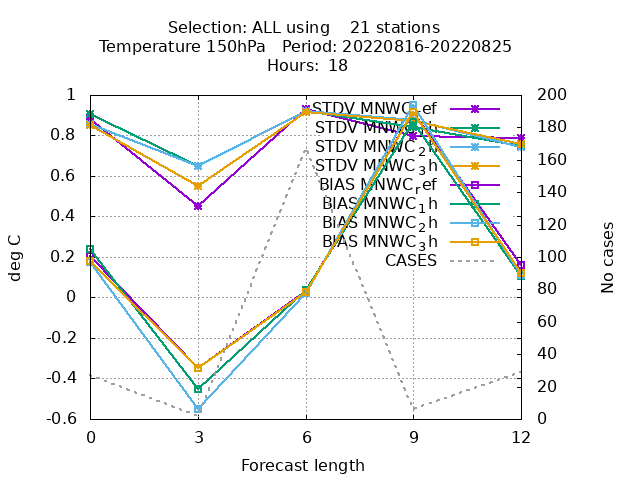 Selection: ALL using 21 stations
Temperature 150hPa Period: 20220816-20220825
Hours: 18
1
0.8
0.6
0.4
0.2
0
-0.2
-0.4
-0.6
deg C
200
180
160
140
120
100
80
60
40
20
0
No cases
STDV MNWC_ref
STDV MNWC_1h
STDV MNWC_2h
STDV MNWC_3h
BIAS MNWC_ref
BIAS MNWC_1h
BIAS MNWC_2h
BIAS MNWC_3h
CASES
0 3 6 9 12
Forecast length